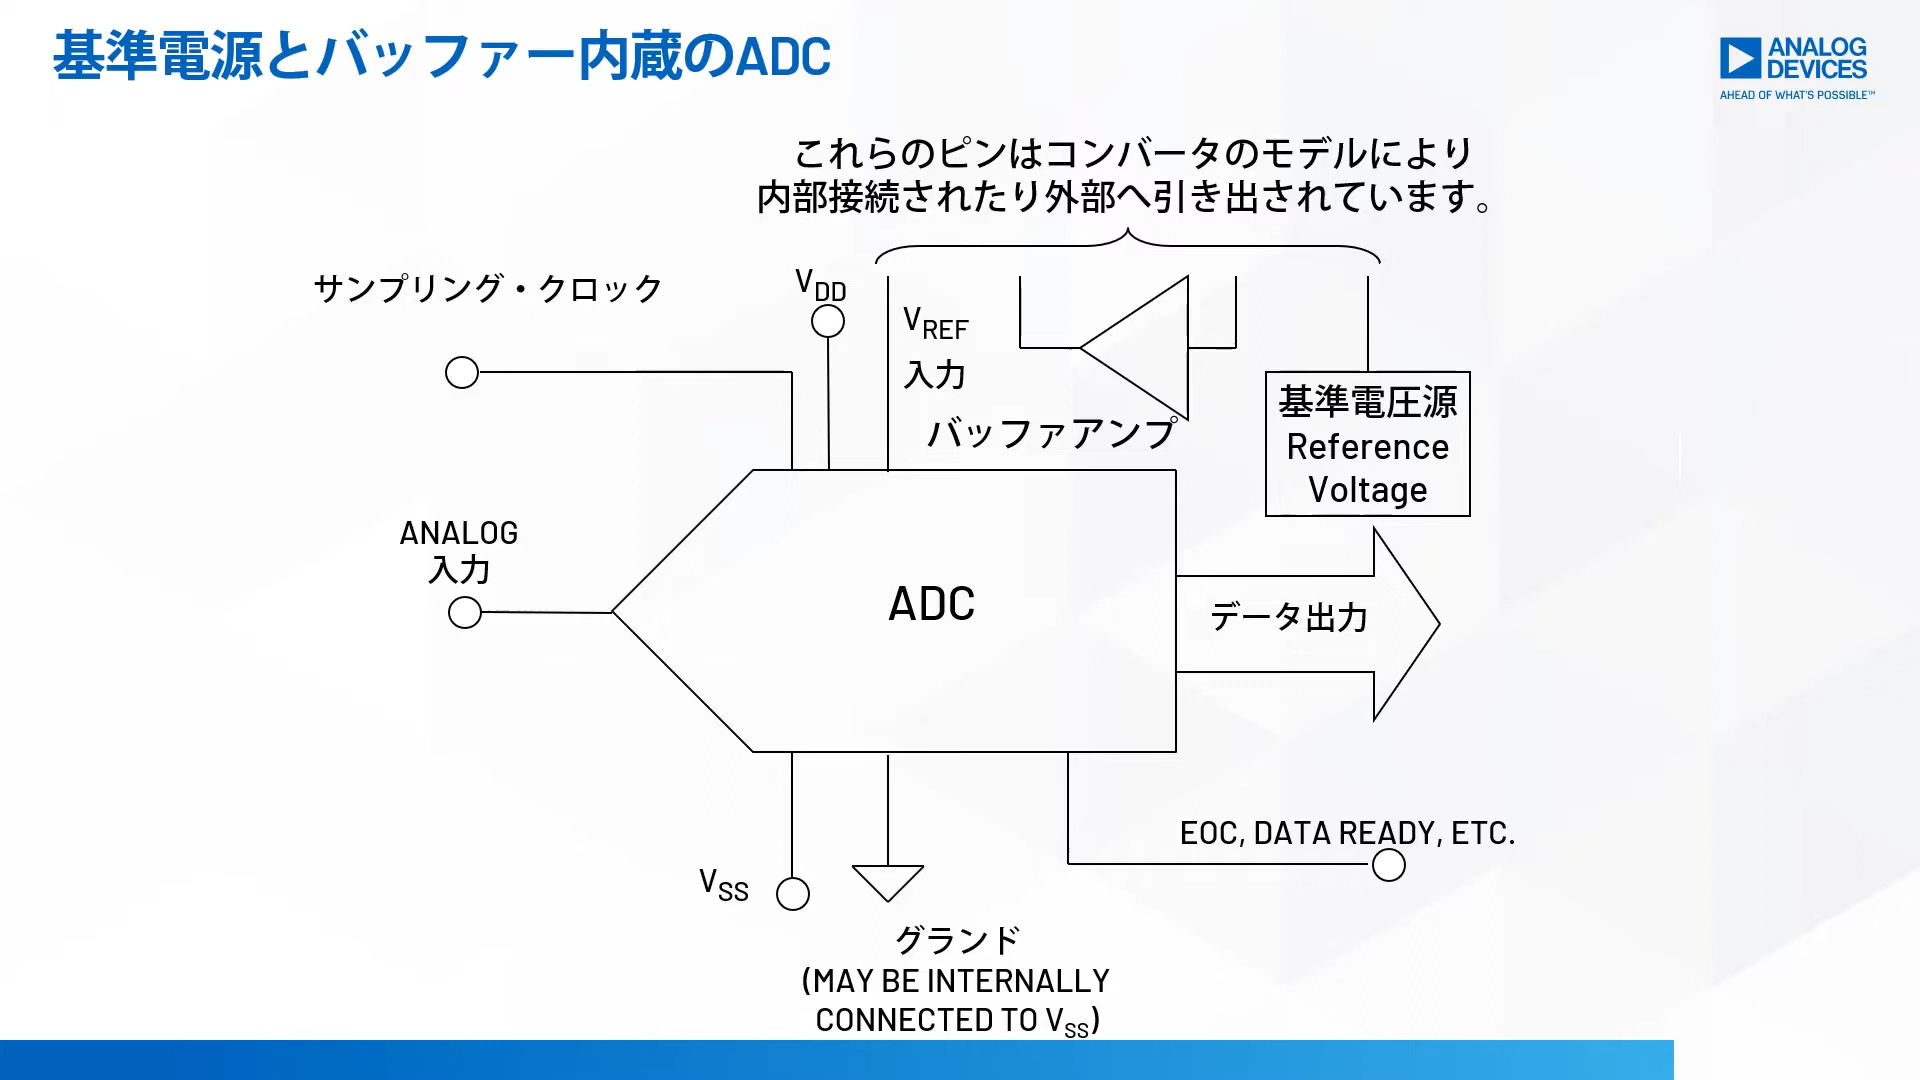 基準電源とバッファー内蔵のADC
ANALOG
DEVICES
AHEAD OF WHAT'S POSSIBLE™
これらのピンはコンバータのモデルにより
内部接続されたり外部へ引き出されています。
サンプリング・クロック
VDD
VREF
入力
バッファアンプ
基準電圧源
Reference
Voltage
ANALOG
入力
ADC
データ出力
EOC, DATA READY, ETC.
VSS
グランド
(MAY BE INTERNALLY
CONNECTED TO VSS)